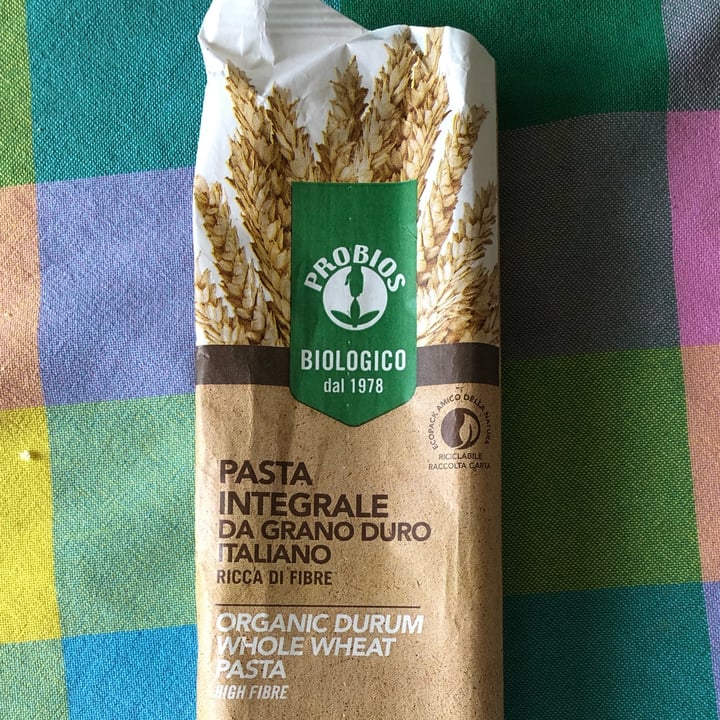 PROBIOS
BIOLOGICO
dal 1978
ECOPACK AMICO DELLA NATURA
RICICLABILE
RACCOLTA CARTA
PASTA
INTEGRALE
DA GRANO DURO
ITALIANO
RICCA DI FIBRE
ORGANIC DURUM
WHOLE WHEAT
PASTA
HIGH FIBRE